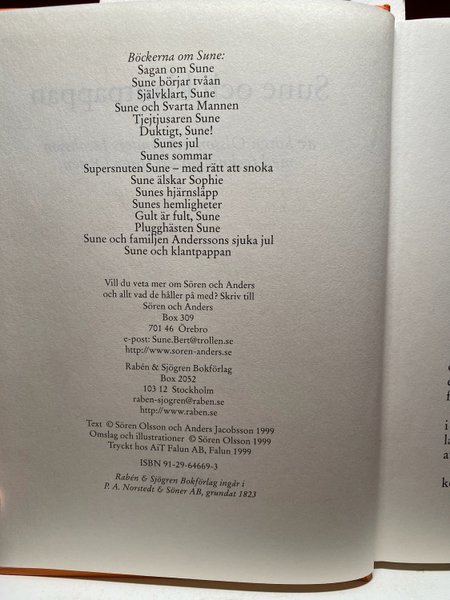 Böckerna om Sune:
Sagan om Sune
Sune börjar tvåan
Självklart, Sune
Sune och Svarta Mannen
Tjejtjusaren Sune
Duktigt, Sune!
Sunes jul
Sunes sommar
Supersnuten Sune – med rätt att snoka
Sune älskar Sophie
Sunes hjärnsläpp
Sunes hemligheter
Gult är fult, Sune
Plugghästen Sune
Sune och familjen Anderssons sjuka jul
Sune och klantpappan
Vill du veta mer om Sören och Anders
och allt vad de håller på med? Skriv till
Sören och Anders
Box 309
701 46 Örebro
e-post: Sune.Bert@trollen.se
http://www.soren-anders.se
Rabén & Sjögren Bokförlag
Box 2052
103 12 Stockholm
raben-sjogren@raben.se
http://www.raben.se
Text © Sören Olsson och Anders Jacobsson 1999
Omslag och illustrationer © Sören Olsson 1999
Tryckt hos AiT Falun AB, Falun 1999
ISBN 91-29-64669-3
Rabén & Sjögren Bokförlag ingår i
P. A. Norstedt & Söner AB, grundat 1823